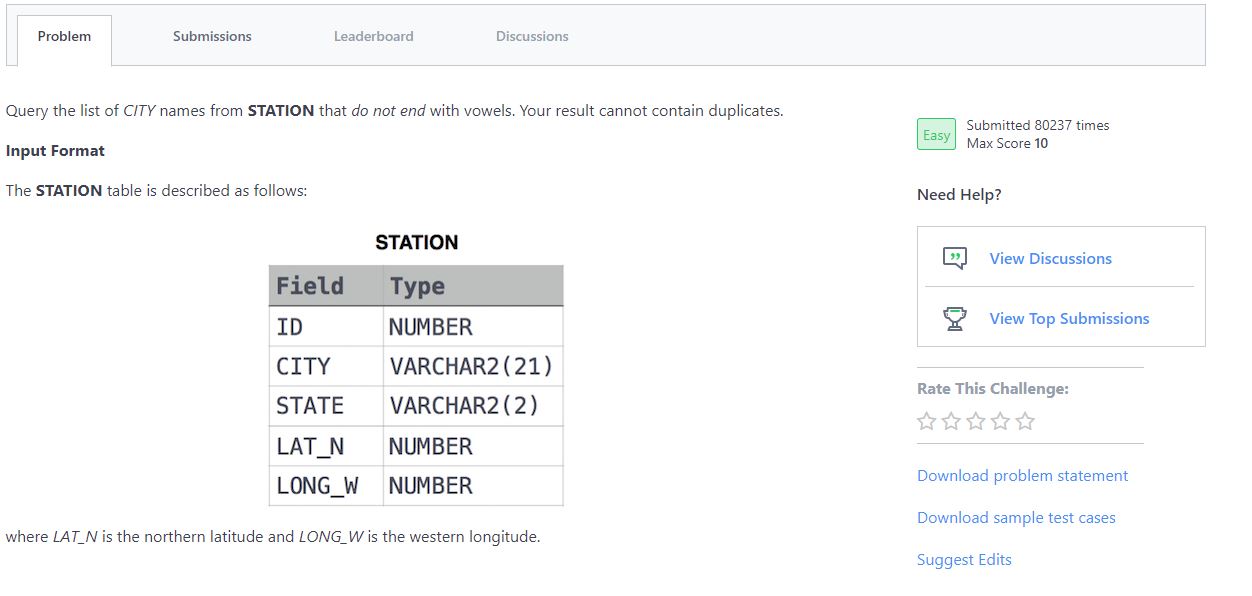 Problem Submissions Leaderboard Discussions
Query the list of CITY names from STATION that do not end with vowels. Your result cannot contain duplicates.
Input Format
The STATION table is described as follows:
STATION
Field Type
ID NUMBER
CITY VARCHAR2(21)
STATE VARCHAR2(2)
LAT_N NUMBER
LONG_W NUMBER
where LAT_N is the northern latitude and LONG_W is the western longitude.
Easy
Submitted 80237 times
Max Score 10
Need Help?
View Discussions
View Top Submissions
Rate This Challenge:
Download problem statement
Download sample test cases
Suggest Edits